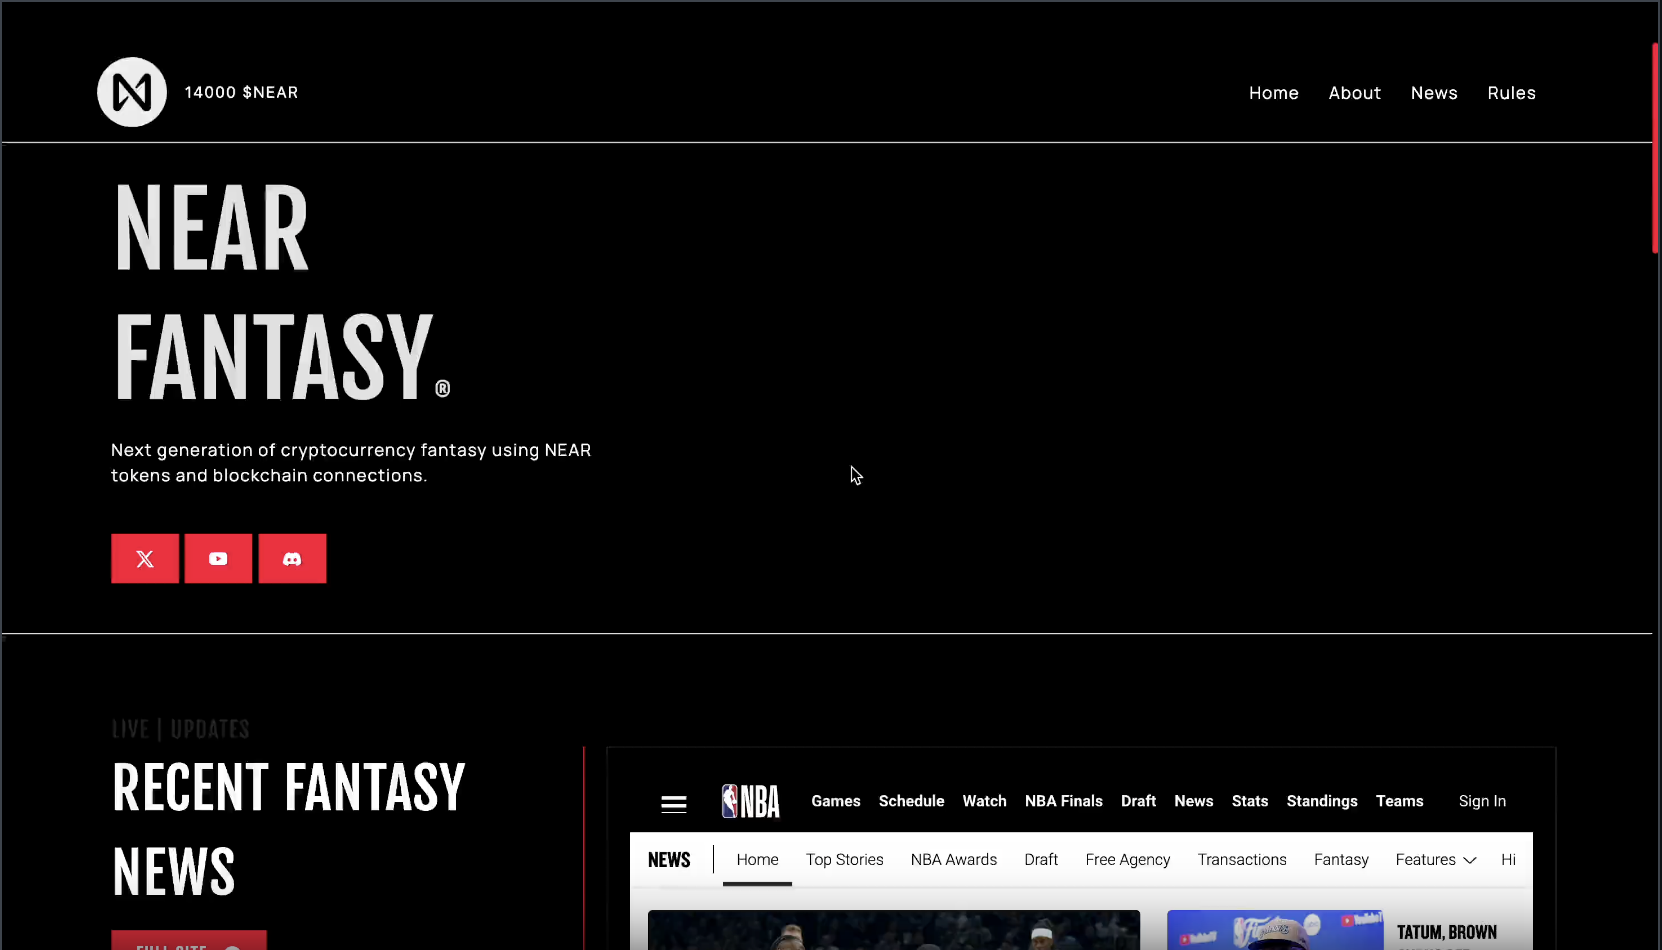 14000 $NEAR
Home About News Rules
NEAR
FANTASY®
Next generation of cryptocurrency fantasy using NEAR
tokens and blockchain connections.
LIVE | UPDATES
RECENT FANTASY
NEWS
FULL SITE
NBA Games Schedule Watch NBA Finals Draft News Stats Standings Teams Sign In
NEWS Home Top Stories NBA Awards Draft Free Agency Transactions Fantasy Features Hi
TATUM, BROWN